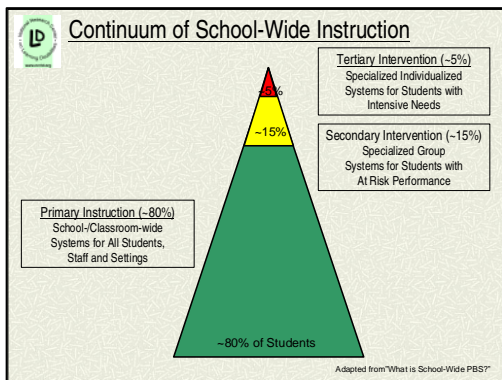 Continuum of School-Wide Instruction
LD
Tertiary Intervention (~5%)
Specialized Individualized
Systems for Students with
Intensive Needs
~5%
~15%
Secondary Intervention (~15%)
Specialized Group
Systems for Students with
At Risk Performance
Primary Instruction (~80%)
School-/Classroom-wide
Systems for All Students,
Staff and Settings
~80% of Students
Adapted from"What is School-Wide PBS?"